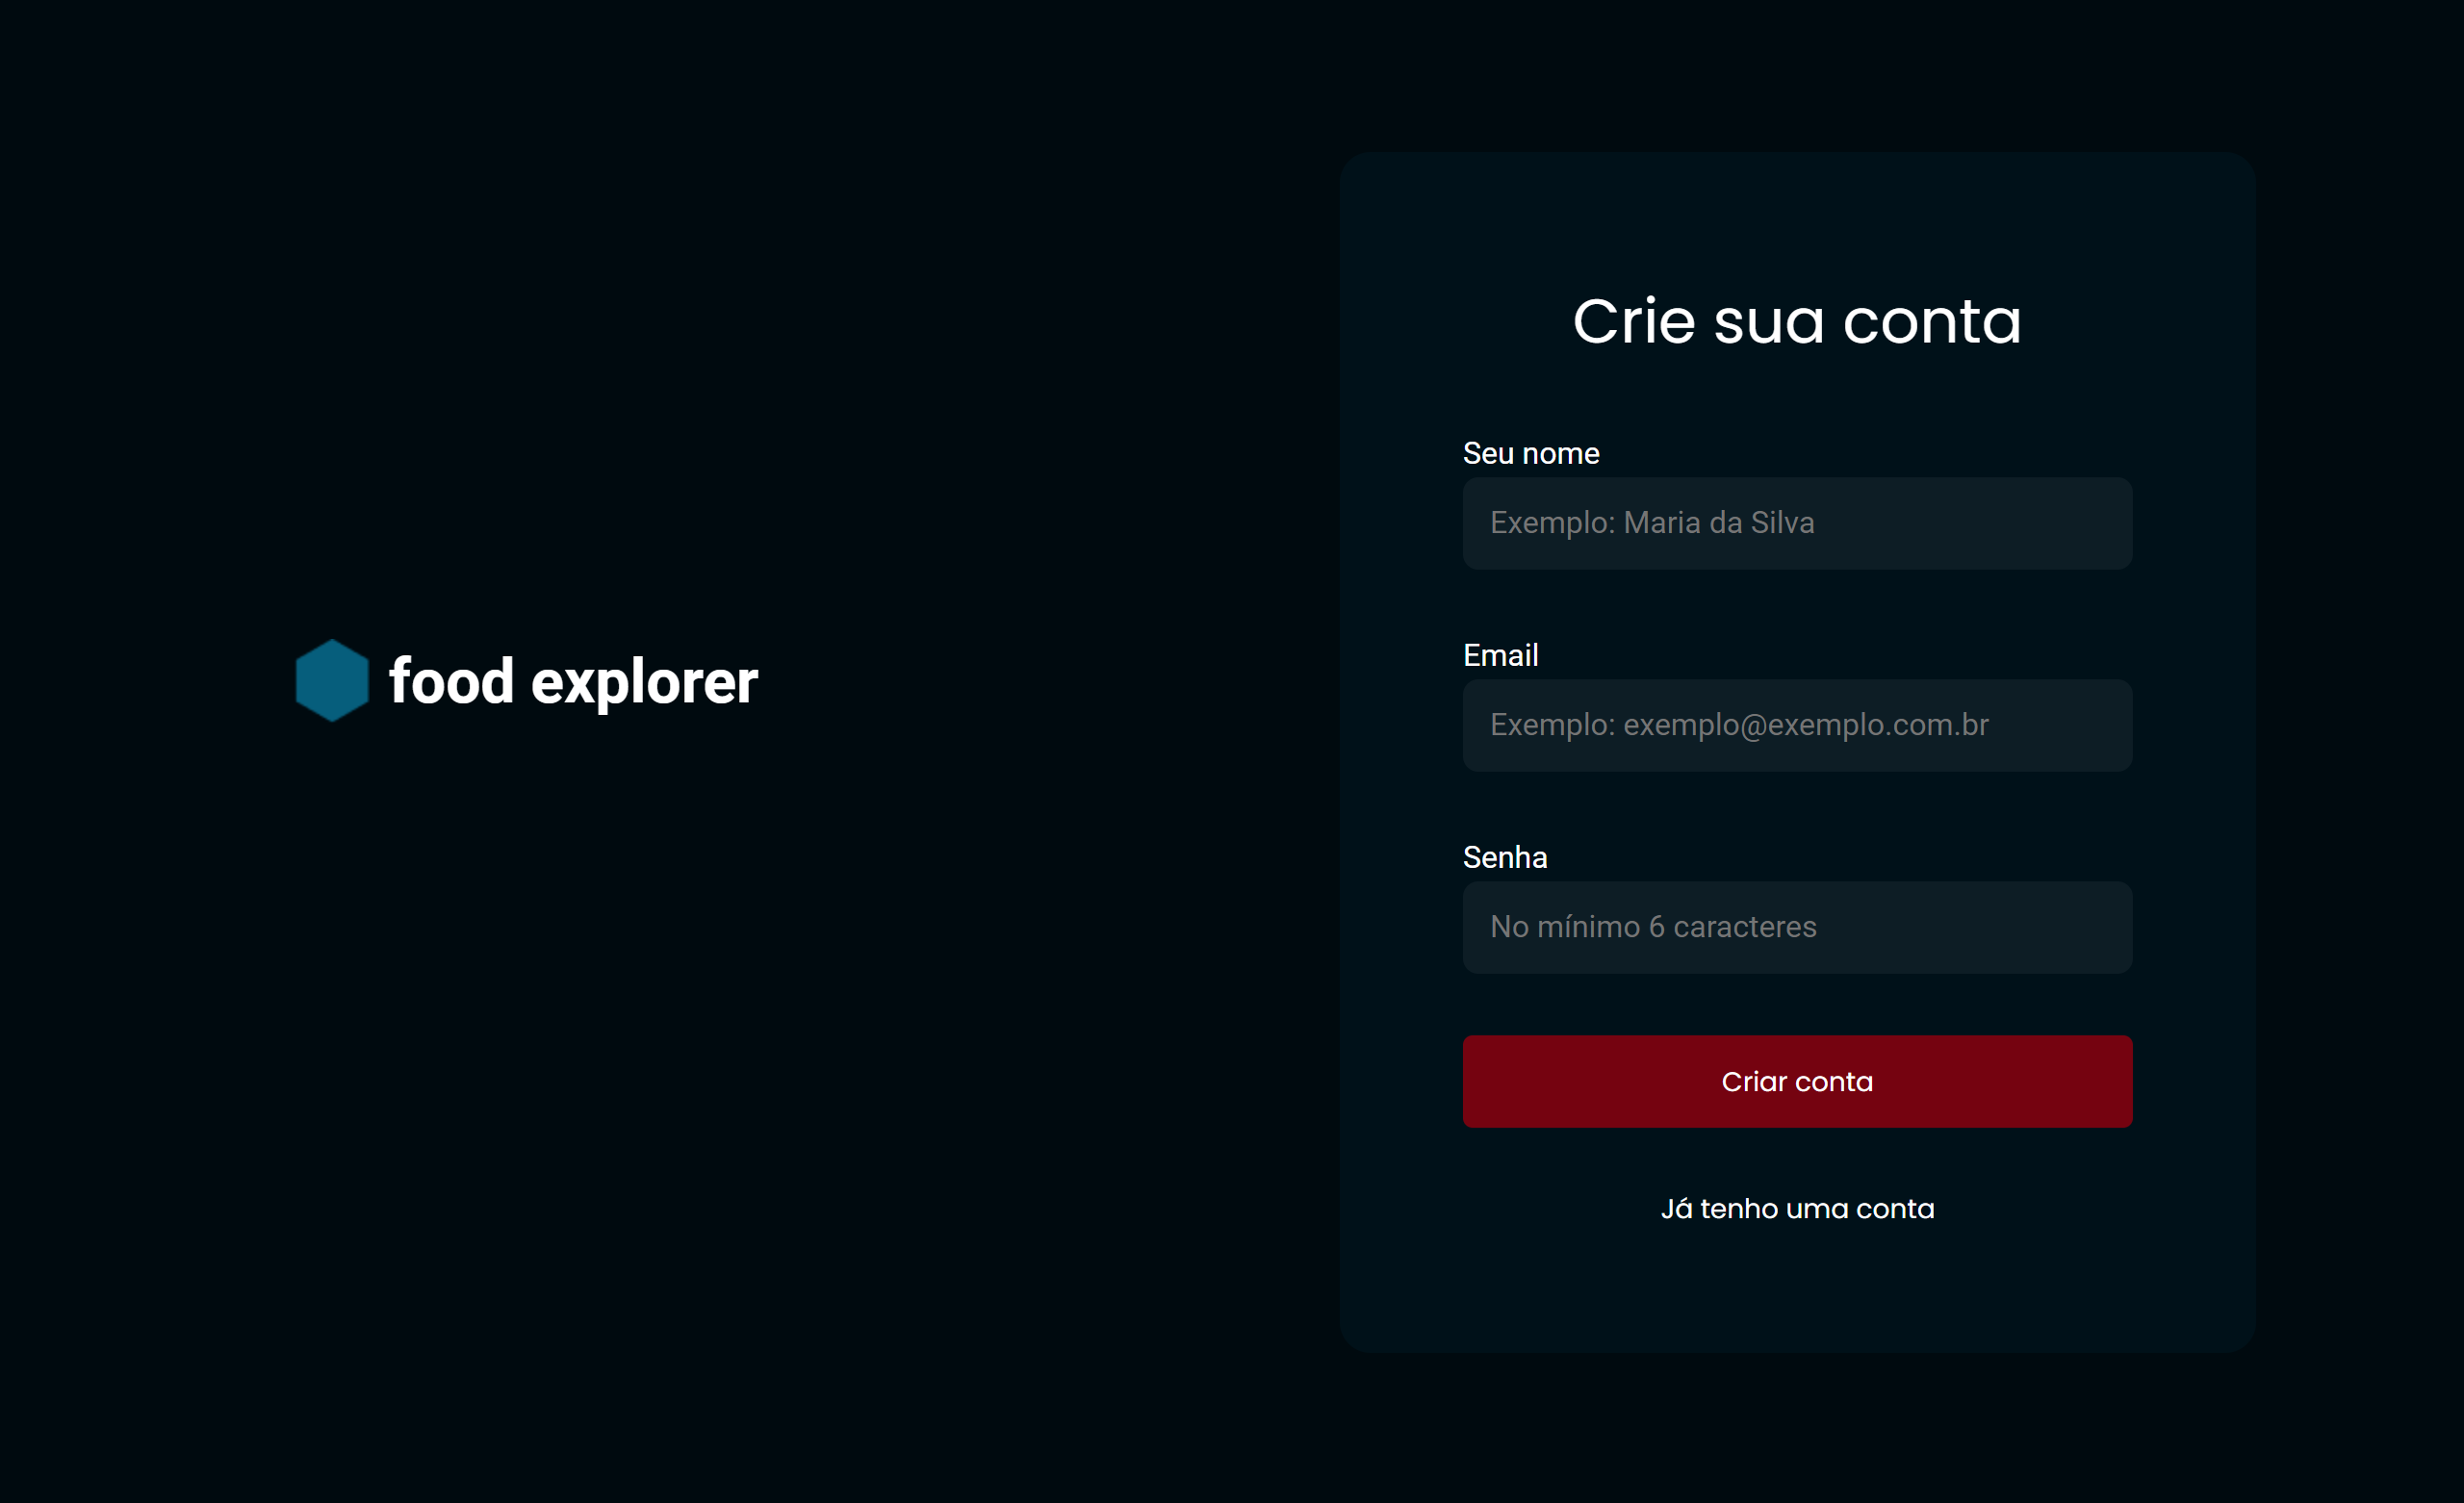 food explorer
Crie sua conta
Seu nome
Exemplo: Maria da Silva
Email
Exemplo: exemplo@exemplo.com.br
Senha
No mínimo 6 caracteres
Criar conta
Já tenho uma conta